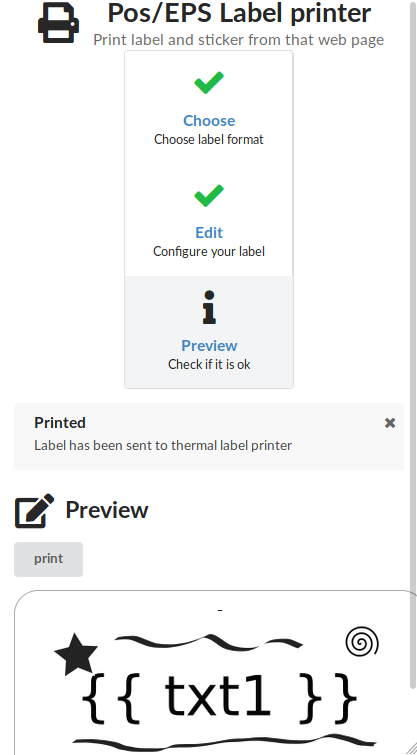 Pos/EPS Label printer
Print label and sticker from that web page
Choose
Choose label format
Edit
Configure your label
Preview
Check if it is ok
Printed
Label has been sent to thermal label printer
Preview
print
-
{{ txt1 }}